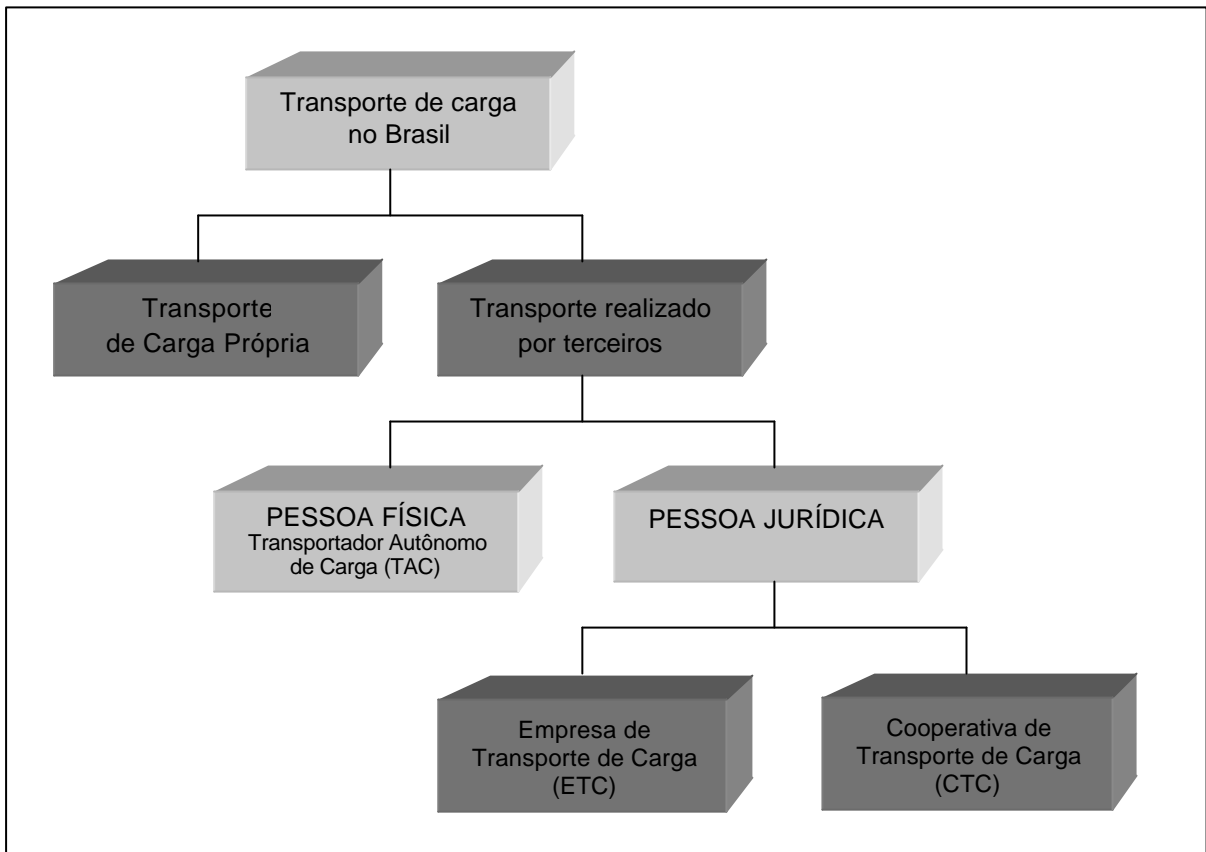 Transporte de carga
no Brasil
Transporte
de Carga Própria
Transporte realizado
por terceiros
PESSOA FÍSICA
Transportador Autônomo
de Carga (TAC)
PESSOA JURÍDICA
Empresa de
Transporte de Carga
(ETC)
Cooperativa de
Transporte de Carga
(CTC)